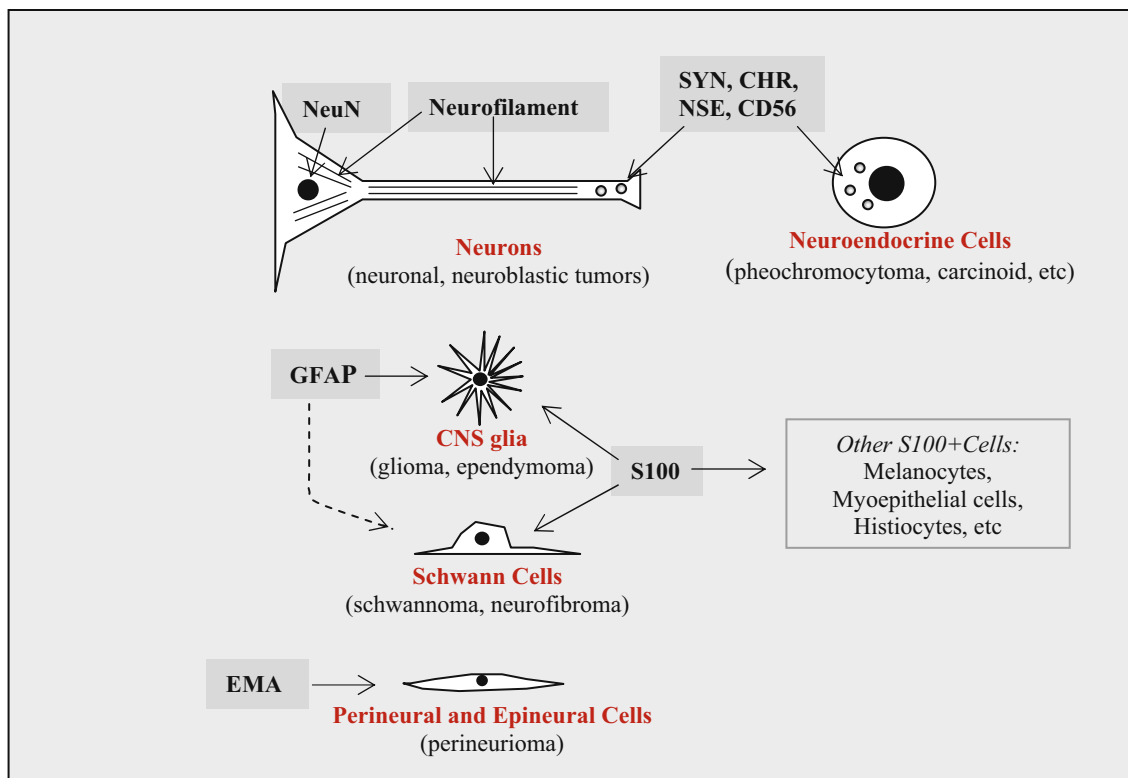 NeuN
Neurofilament
SYN, CHR,
NSE, CD56
Neurons
(neuronal, neuroblastic tumors)
Neuroendocrine Cells
(pheochromocytoma, carcinoid, etc)
GFAP
CNS glia
(glioma, ependymoma)
S100
Other S100+Cells:
Melanocytes,
Myoepithelial cells,
Histiocytes, etc
Schwann Cells
(schwannoma, neurofibroma)
EMA
Perineural and Epineural Cells
(perineurioma)